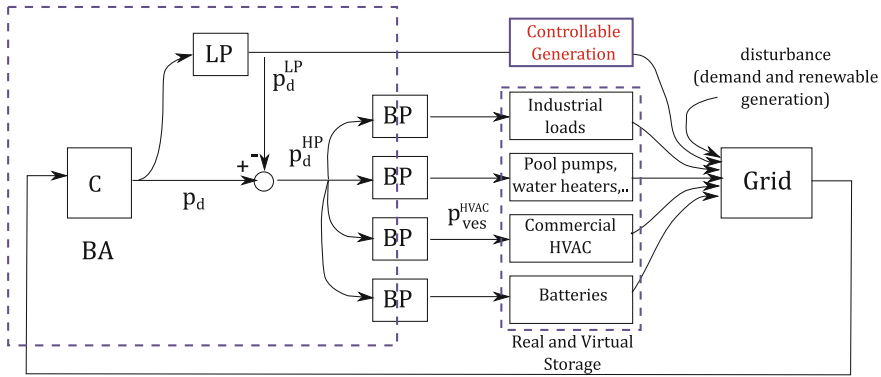 LP
Controllable
Generation
disturbance
(demand and renewable
generation)
p_d^LP
BP
Industrial
loads
+
-
p_d^HP
C
p_d
BP
Pool pumps,
water heaters,..
Grid
BA
BP
p_ves^HVAC
Commercial
HVAC
BP
Batteries
Real and Virtual
Storage